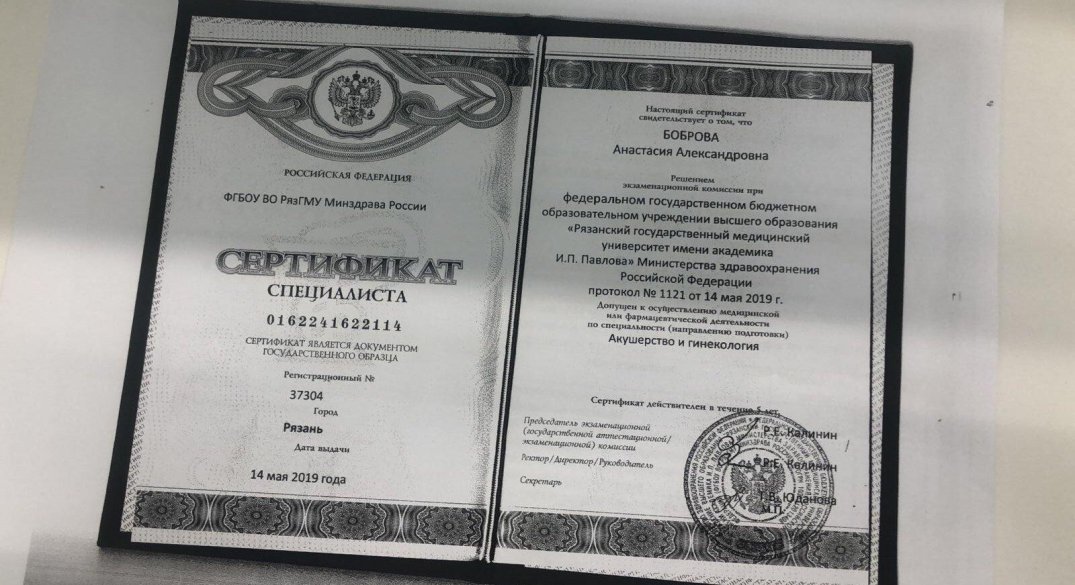 РОССИЙСКАЯ ФЕДЕРАЦИЯ
ФГБОУ ВО РязГМУ Минздрава России
СЕРТИФИКАТ
СПЕЦИАЛИСТА
0162241622114
СЕРТИФИКАТ ЯВЛЯЕТСЯ ДОКУМЕНТОМ
ГОСУДАРСТВЕННОГО ОБРАЗЦА
Регистрационный №
37304
Город
Рязань
Дата выдачи
14 мая 2019 года
Настоящий сертификат
свидетельствует о том, что
БОБРОВА
Анастасия Александровна
Решением
экзаменационной комиссии при
федеральном государственном бюджетном
образовательном учреждении высшего образования
«Рязанский государственный медицинский
университет имени академика
И.П. Павлова» Министерства здравоохранения
Российской Федерации
протокол № 1121 от 14 мая 2019 г.
Допущен к осуществлению медицинской
или фармацевтической деятельности
по специальности (направлению подготовки)
Акушерство и гинекология
Сертификат действителен в течение 5 лет.
Председатель экзаменационной
(государственной аттестационной/
экзаменационной) комиссии
Р.Е. Калинин
Ректор/Директор/Руководитель
Р.Е. Калинин
Секретарь
Т.В. Юданова
М.П.